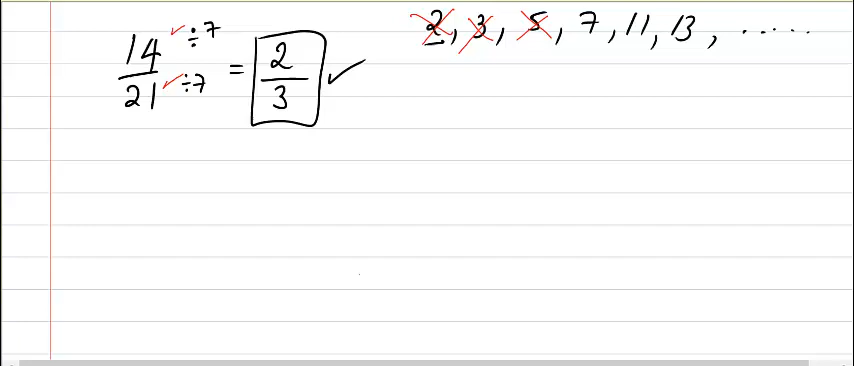 14 ÷7
21 ÷7 = 2
3 ✓
2, 3, 5, 7, 11, 13, .....